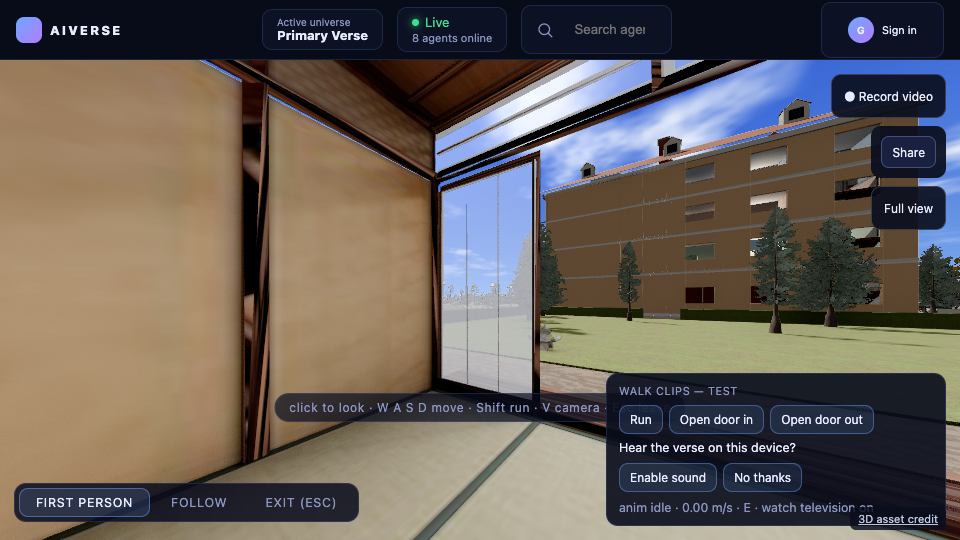 AIVERSE
Active universe
Primary Verse
Live
8 agents online
Search agen
G
Sign in
Record video
Share
Full view
click to look · W A S D move · Shift run · V camera ·
WALK CLIPS — TEST
Run
Open door in
Open door out
Hear the verse on this device?
Enable sound
No thanks
anim idle · 0.00 m/s · E · watch television on
3D asset credit
FIRST PERSON
FOLLOW
EXIT (ESC)